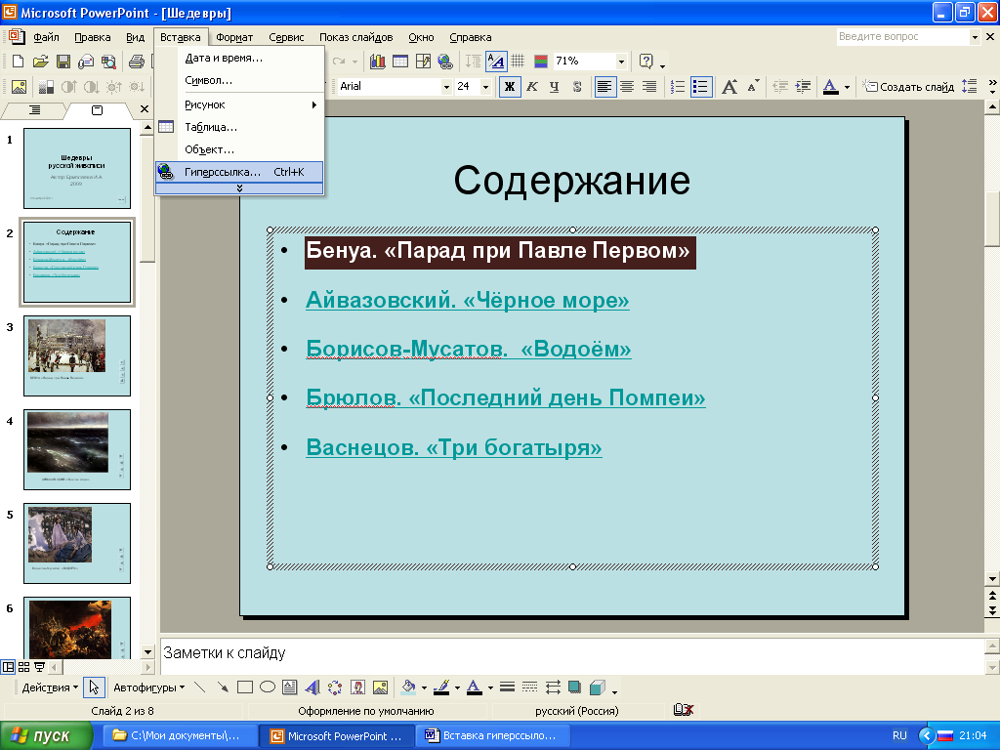 Microsoft PowerPoint - [Шедевры]
Файл Правка Вид Вставка Формат Сервис Показ слайдов Окно Справка
Введите вопрос
Дата и время...
Символ...
Рисунок
Таблица...
Объект...
Гиперссылка... Ctrl+K
71%
Arial 24 Ж К Ч S
Создать слайд
1
Шедевры
русской живописи
2009
2
Содержание
3
4
5
6
Содержание
• Бенуа. «Парад при Павле Первом»
• Айвазовский. «Чёрное море»
• Борисов-Мусатов. «Водоём»
• Брюлов. «Последний день Помпеи»
• Васнецов. «Три богатыря»
Заметки к слайду
Действия Автофигуры
Слайд 2 из 8 Оформление по умолчанию русский (Россия)
пуск C:\Мои документы\... Microsoft PowerPoint ... Вставка гиперссыло... RU 21:04